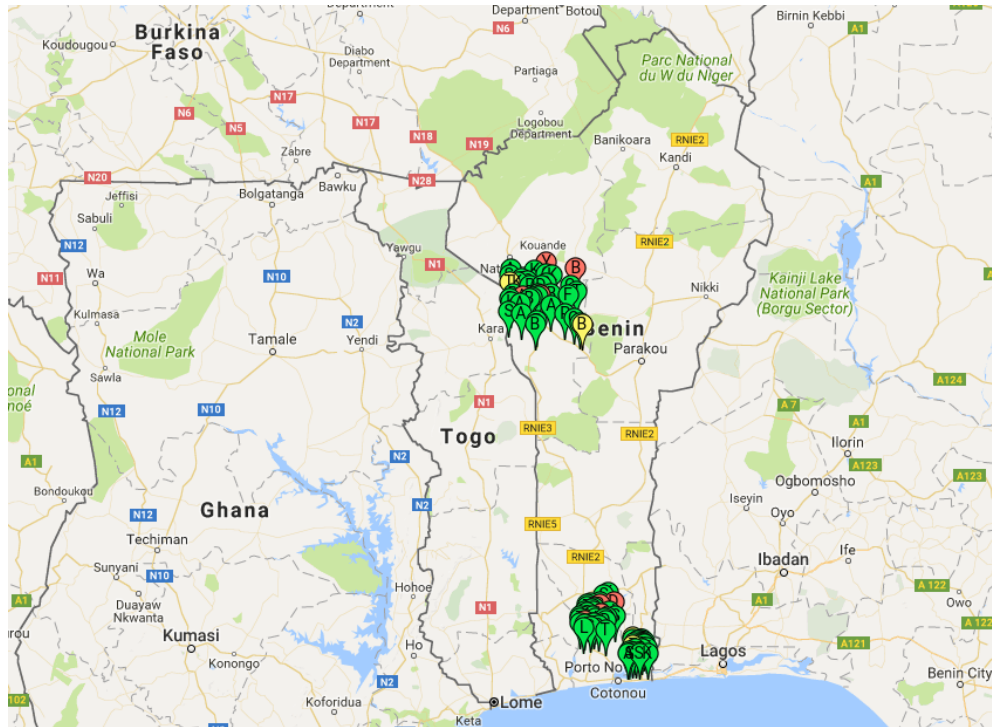 Department
Botou
Birnin Kebbi
A1
Burkina
Faso
Koudougou
Department
N6
Diabo
Department
Partiaga
Parc National
du W du Niger
N17
N6
N5
N17
N18
Logobou
Department
N19
Banikoara
RNIE2
Kandi
Zabre
N20
Bawku
N28
A1
Jeffisi
Bolgatanga
Sabuli
N12
Yawgu
N1
Kouande
RNIE2
Wa
N11
N10
Kulmasa
N2
Nikki
Kainji Lake
National Park
(Borgu Sector)
Mole
National Park
Tamale
Yendi
Kara
Parakou
Sawla
N12
N10
N1
A124
A 7
Togo
RNIE3
RNIE2
A1
Ilorin
A123
N2
Bondoukou
Ogbomosho
A123
Iseyin
Ghana
N12
N2
RNIE5
Oyo
Techiman
RNIE2
Ibadan
Ife
Sunyani
N10
Hohoe
A 122
A1
Duayaw
Nkwanta
N1
A1
Owo
Kumasi
Ho
A121
A 122
Konongo
Lagos
Cotonou
Benin City
N2
Koforidua
Lome
Keta